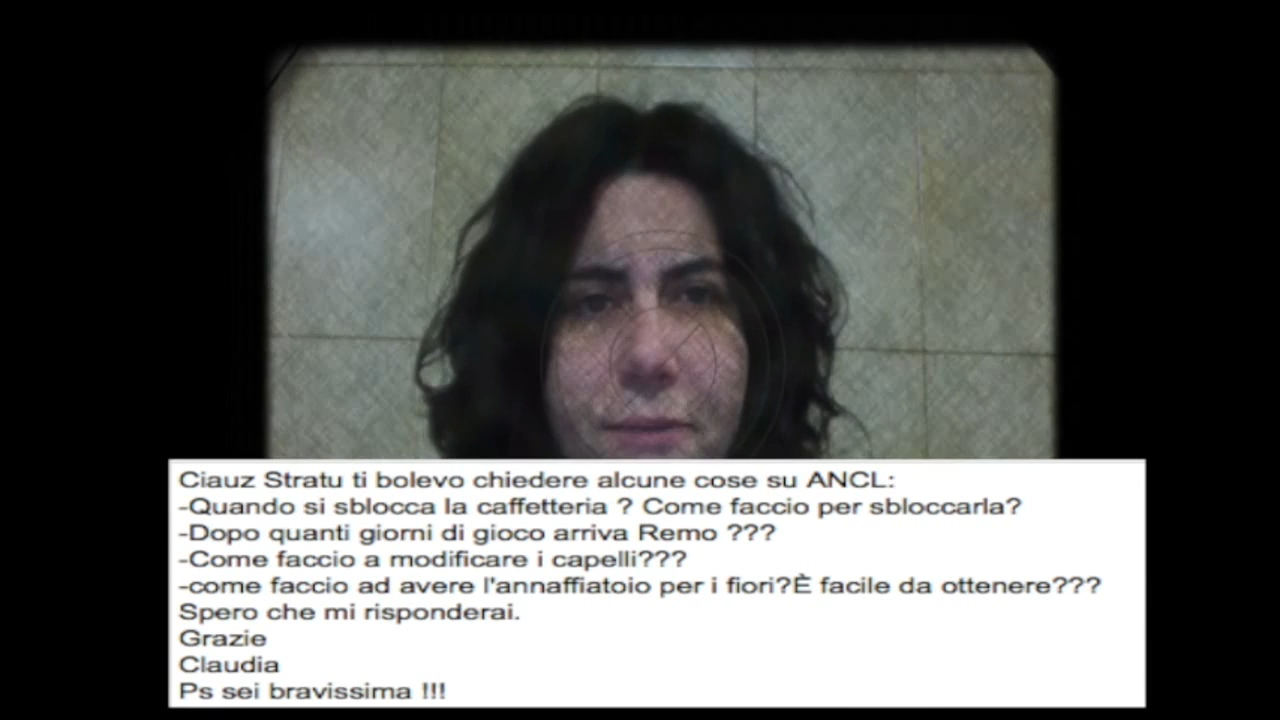 Ciauz Stratu ti bolevo chiedere alcune cose su ANCL:
-Quando si sblocca la caffetteria ? Come faccio per sbloccarla?
-Dopo quanti giorni di gioco arriva Remo ???
-Come faccio a modificare i capelli???
-come faccio ad avere l'annaffiatoio per i fiori?È facile da ottenere???
Spero che mi risponderai.
Grazie
Claudia
Ps sei bravissima !!!